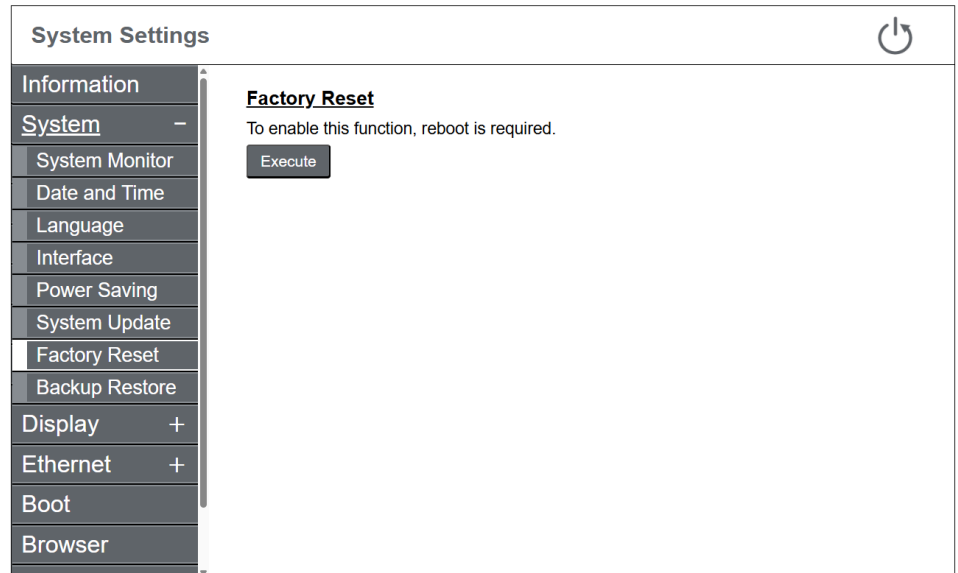 System Settings
Information
System −
System Monitor
Date and Time
Language
Interface
Power Saving
System Update
Factory Reset
Backup Restore
Display +
Ethernet +
Boot
Browser
Factory Reset
To enable this function, reboot is required.
Execute